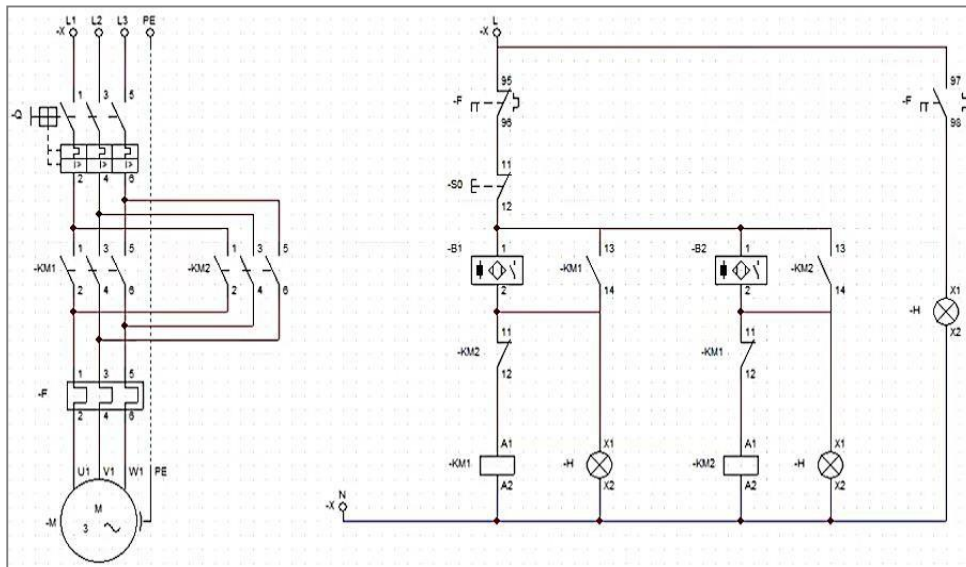 L1 L2 L3 PE
-X
1 3 5
-Q
I> I> I>
2 4 6
1 3 5
-KM1
2 4 6
1 3 5
-KM2
2 4 6
1 3 5
-F
2 4 6
U1 V1 W1 PE
M
-M
3
L
-X
95
-F
96
97
-F
98
11
-S0
12
1
-B1
2
13
-KM1
14
1
-B2
2
13
-KM2
14
11
-KM2
12
11
-KM1
12
X1
-H
X2
A1
-KM1
A2
X1
-H
X2
A1
-KM2
A2
X1
-H
X2
N
-X